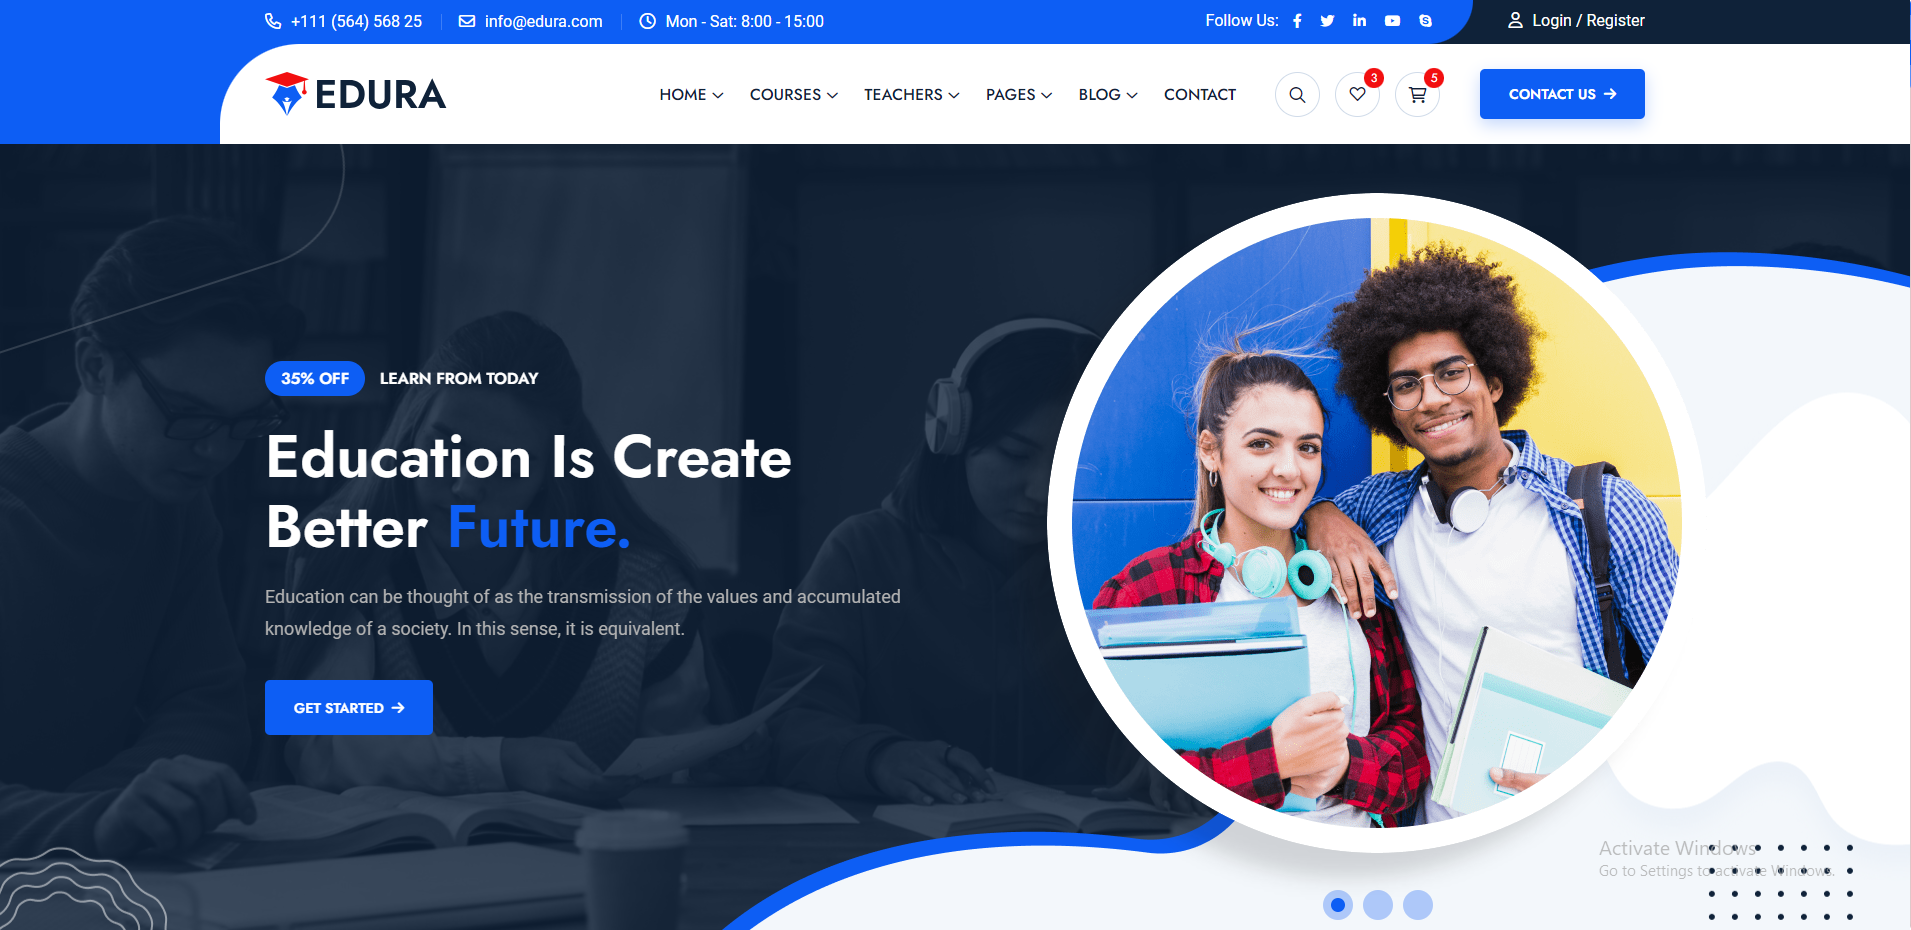 +111 (564) 568 25
info@edura.com
Mon - Sat: 8:00 - 15:00
Follow Us:
Login / Register
EDURA
HOME
COURSES
TEACHERS
PAGES
BLOG
CONTACT
3
5
CONTACT US
35% OFF
LEARN FROM TODAY
Education Is Create
Better Future.
Education can be thought of as the transmission of the values and accumulated
knowledge of a society. In this sense, it is equivalent.
GET STARTED
Activate Windows
Go to Settings to activate Windows.